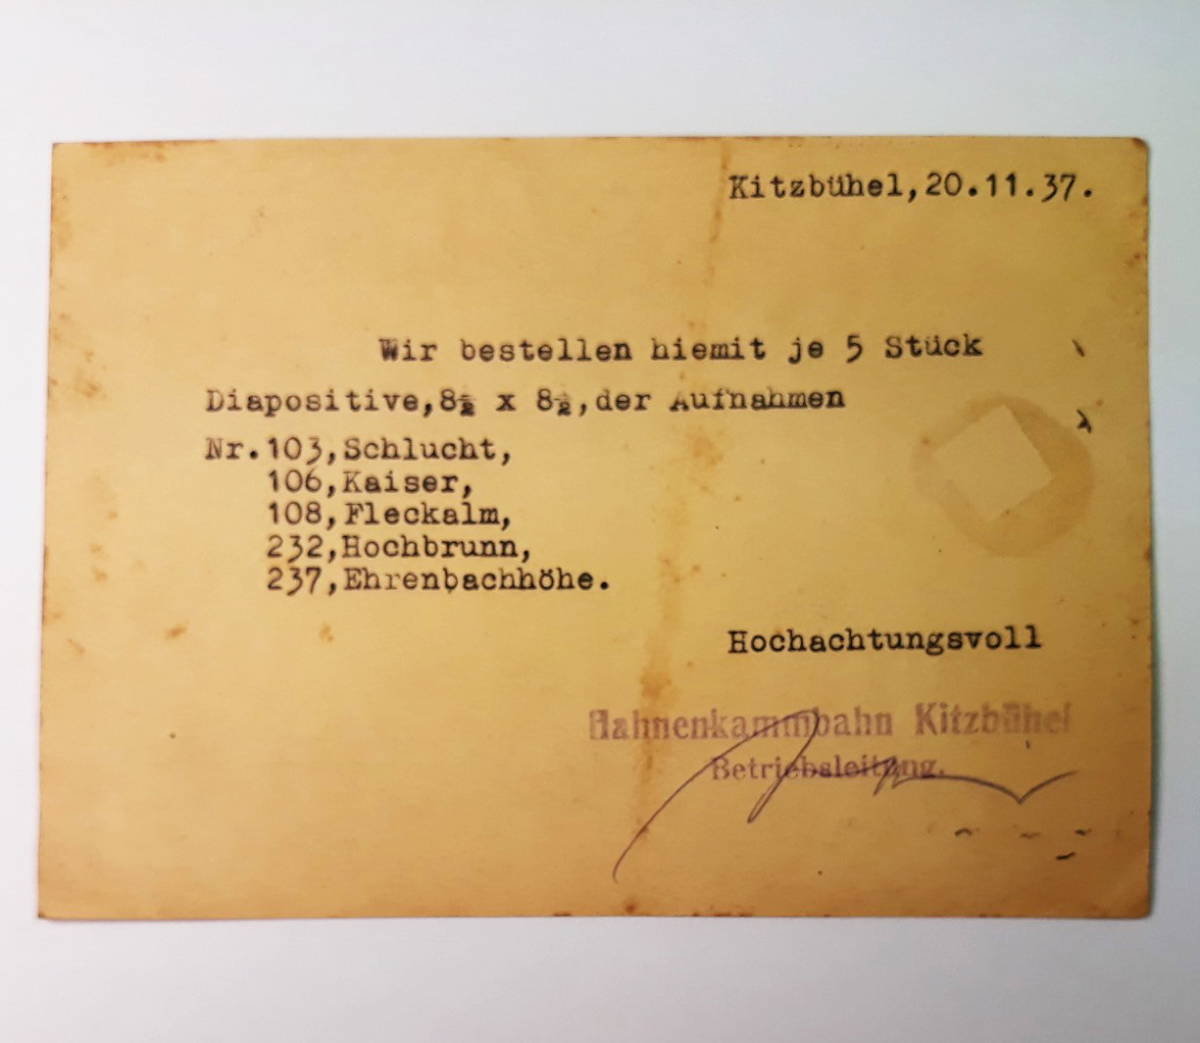 Kitzbühel,20.11.37.
Wir bestellen hiemit je 5 Stück
Diapositive,8½ x 8½,der Aufnahmen
Nr.103,Schlucht,
106,Kaiser,
108,Fleckalm,
232,Hochbrunn,
237,Ehrenbachhöhe.
Hochachtungsvoll
Hahnenkammbahn Kitzbühel
Betriebsleitung.